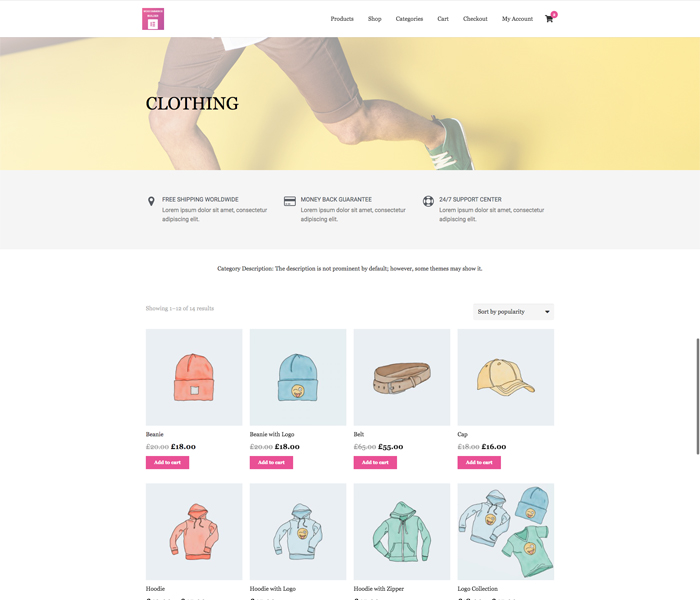 Products Shop Categories Cart Checkout My Account
CLOTHING
FREE SHIPPING WORLDWIDE
Lorem ipsum dolor sit amet, consectetur
adipiscing elit.
MONEY BACK GUARANTEE
Lorem ipsum dolor sit amet, consectetur
adipiscing elit.
24/7 SUPPORT CENTER
Lorem ipsum dolor sit amet, consectetur
adipiscing elit.
Category Description: The description is not prominent by default; however, some themes may show it.
Showing 1–12 of 14 results
Sort by popularity
Beanie
£20.00 £18.00
Add to cart
Beanie with Logo
£20.00 £18.00
Add to cart
Belt
£65.00 £55.00
Add to cart
Cap
£18.00 £16.00
Add to cart
Hoodie
Hoodie with Logo
Hoodie with Zipper
Logo Collection